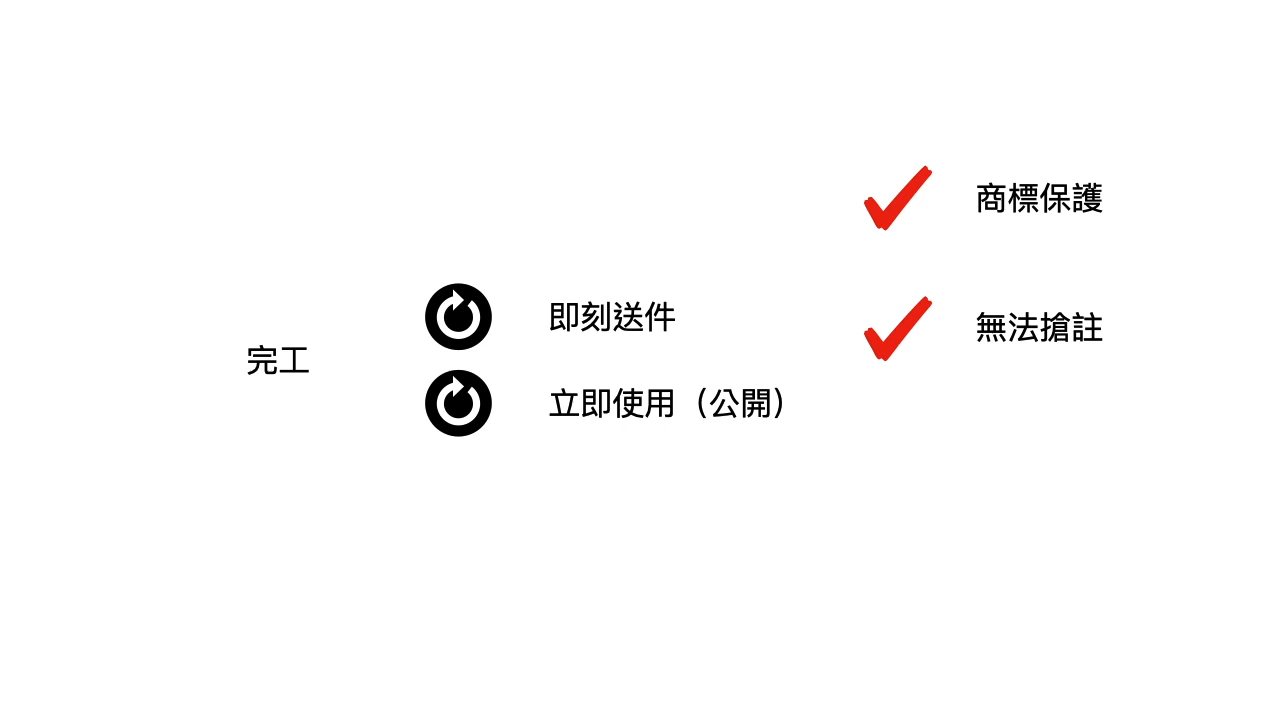 商標保護
即刻送件
無法搶註
完工
立即使用（公開）